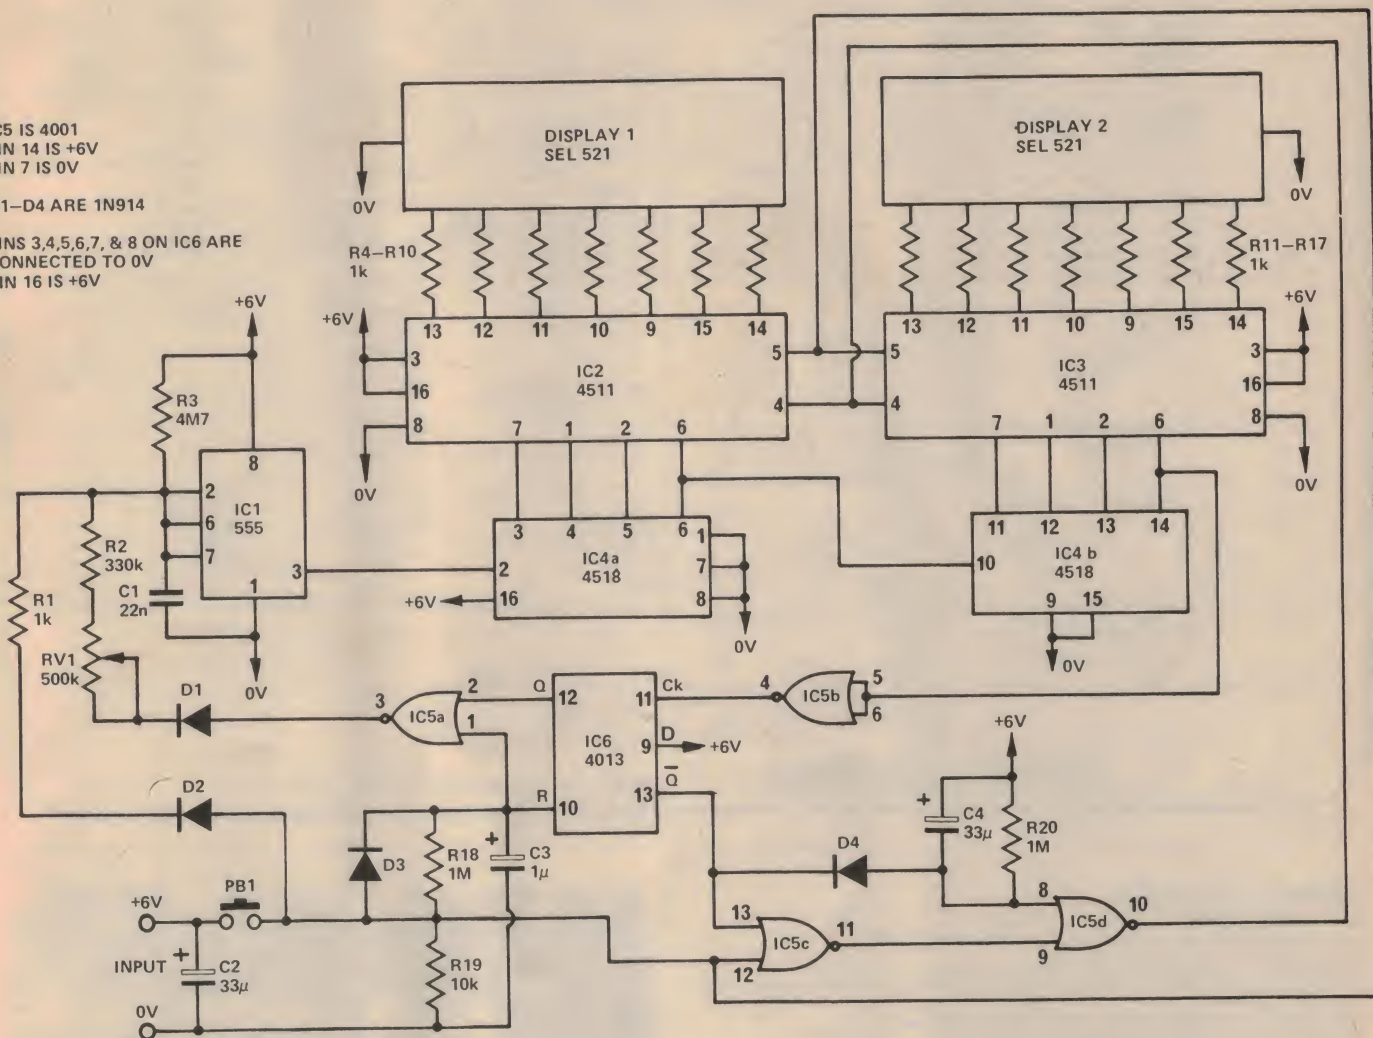 C5 IS 4001
IN 14 IS +6V
IN 7 IS 0V
1–D4 ARE 1N914
INS 3,4,5,6,7, & 8 ON IC6 ARE
ONNECTED TO 0V
IN 16 IS +6V
DISPLAY 1
SEL 521
0V
R4–R10
1k
DISPLAY 2
SEL 521
0V
R11–R17
1k
+6V
13 12 11 10 9 15 14
3
16
8
IC2
4511
5
4
7 1 2 6
0V
13 12 11 10 9 15 14
5
4
IC3
4511
3
16
8
7 1 2 6
+6V
0V
+6V
R3
4M7
8
2
6
7
IC1
555
3
1
0V
R2
330k
C1
22n
R1
1k
RV1
500k
3 4 5 6
2
16
IC4a
4518
1
7
8
+6V
0V
11 12 13 14
10
IC4 b
4518
9 15
0V
D1
3
IC5a
2
1
Q
12
R
10
IC6
4013
11
Ck
9
D
+6V
Q
13
4
IC5b
5
6
D2
D3
R18
1M
+
C3
1μ
R19
10k
PB1
+6V
INPUT
+
C2
33μ
0V
+6V
+
C4
33μ
R20
1M
D4
13
12
IC5c
11
8
9
IC5d
10